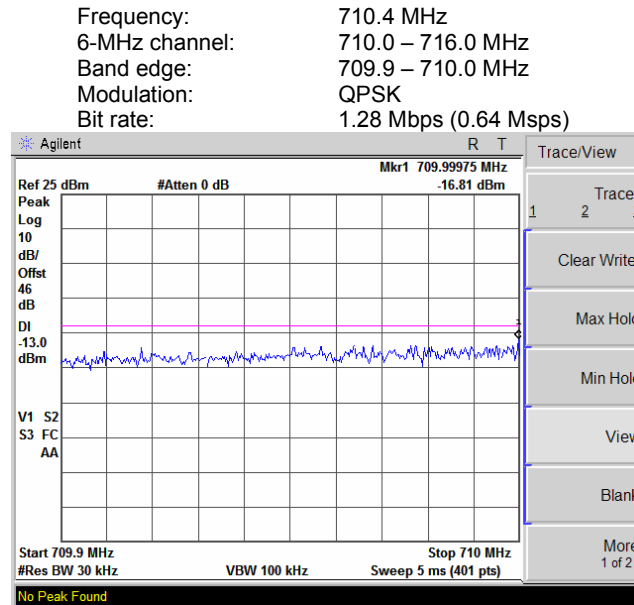 Frequency: 710.4 MHz
6-MHz channel: 710.0 – 716.0 MHz
Band edge: 709.9 – 710.0 MHz
Modulation: QPSK
Bit rate: 1.28 Mbps (0.64 Msps)
Agilent R T
Mkr1 709.99975 MHz
Ref 25 dBm #Atten 0 dB -16.81 dBm
Peak
Log
10
dB/
Offst
46
dB
DI
-13.0
dBm
1
V1 S2
S3 FC
AA
Start 709.9 MHz Stop 710 MHz
#Res BW 30 kHz VBW 100 kHz Sweep 5 ms (401 pts)
No Peak Found
Trace/View
Trace
1 2
Clear Write
Max Hold
Min Hold
View
Blank
More
1 of 2